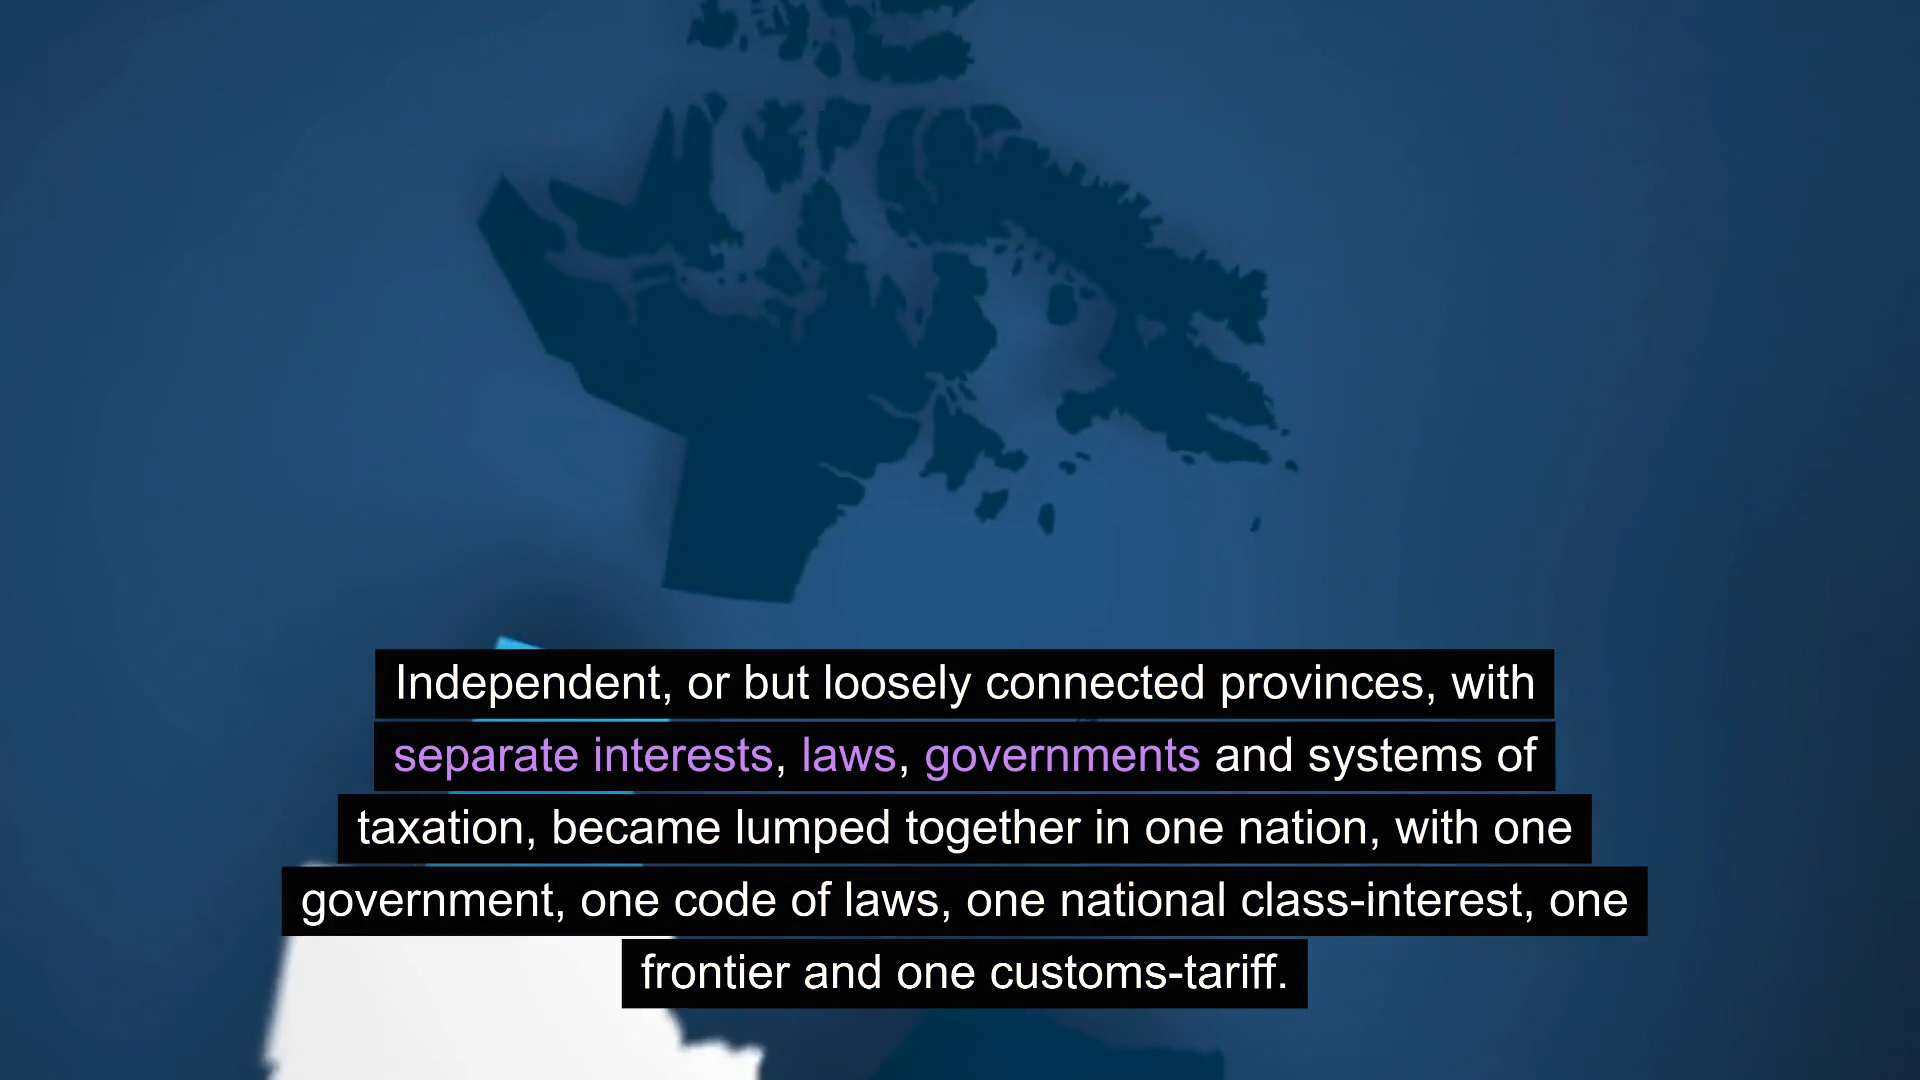 Independent, or but loosely connected provinces, with
separate interests, laws, governments and systems of
taxation, became lumped together in one nation, with one
government, one code of laws, one national class-interest, one
frontier and one customs-tariff.